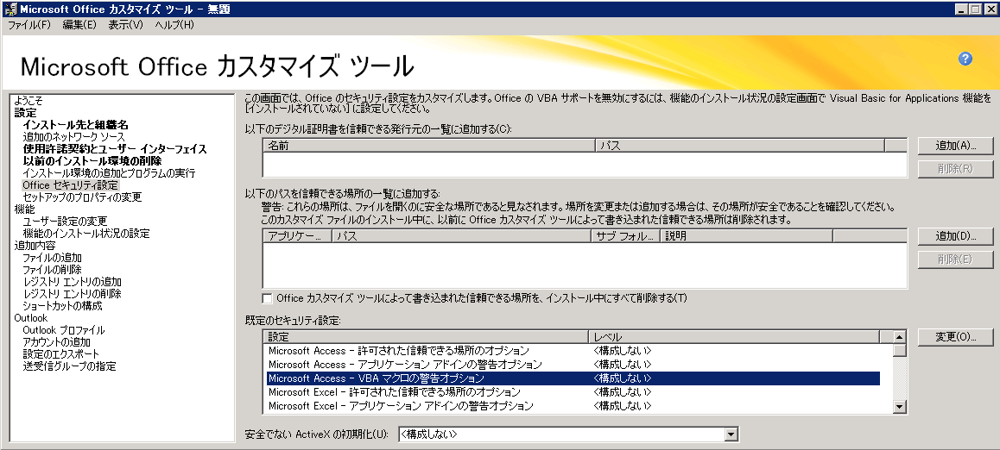 Microsoft Office カスタマイズ ツール - 無題
ファイル(F) 編集(E) 表示(V) ヘルプ(H)
Microsoft Office カスタマイズ ツール
ようこそ
設定
インストール先と組織名
追加のネットワーク ソース
使用許諾契約とユーザー インターフェイス
以前のインストール環境の削除
インストール環境の追加とプログラムの実行
Office セキュリティ設定
セットアップのプロパティの変更
機能
ユーザー設定の変更
機能のインストール状況の設定
追加内容
ファイルの追加
ファイルの削除
レジストリ エントリの追加
レジストリ エントリの削除
ショートカットの構成
Outlook
Outlook プロファイル
アカウントの追加
設定のエクスポート
送受信グループの指定
この画面では、Office のセキュリティ設定をカスタマイズします。Office の VBA サポートを無効にするには、機能のインストール状況の設定画面で Visual Basic for Applications 機能を
[インストールされていない] に設定してください。
以下のデジタル証明書を信頼できる発行元の一覧に追加する(C):
名前 パス
追加(A)...
削除(R)
以下のパスを信頼できる場所の一覧に追加する:
警告: これらの場所は、ファイルを開くのに安全な場所であると見なされます。場所を変更または追加する場合は、その場所が安全であることを確認してください。
このカスタマイズ ファイルのインストール中に、以前に Office カスタマイズ ツールによって書き込まれた信頼できる場所は削除されます。
アプリケー... パス サブ フォル... 説明
追加(D)...
削除(E)
Office カスタマイズ ツールによって書き込まれた信頼できる場所を、インストール中にすべて削除する(T)
既定のセキュリティ設定:
設定 レベル
変更(O)...
Microsoft Access - 許可された信頼できる場所のオプション <構成しない>
Microsoft Access - アプリケーション アドインの警告オプション <構成しない>
Microsoft Access - VBA マクロの警告オプション <構成しない>
Microsoft Excel - 許可された信頼できる場所のオプション <構成しない>
Microsoft Excel - アプリケーション アドインの警告オプション <構成しない>
安全でない ActiveX の初期化(U): <構成しない>